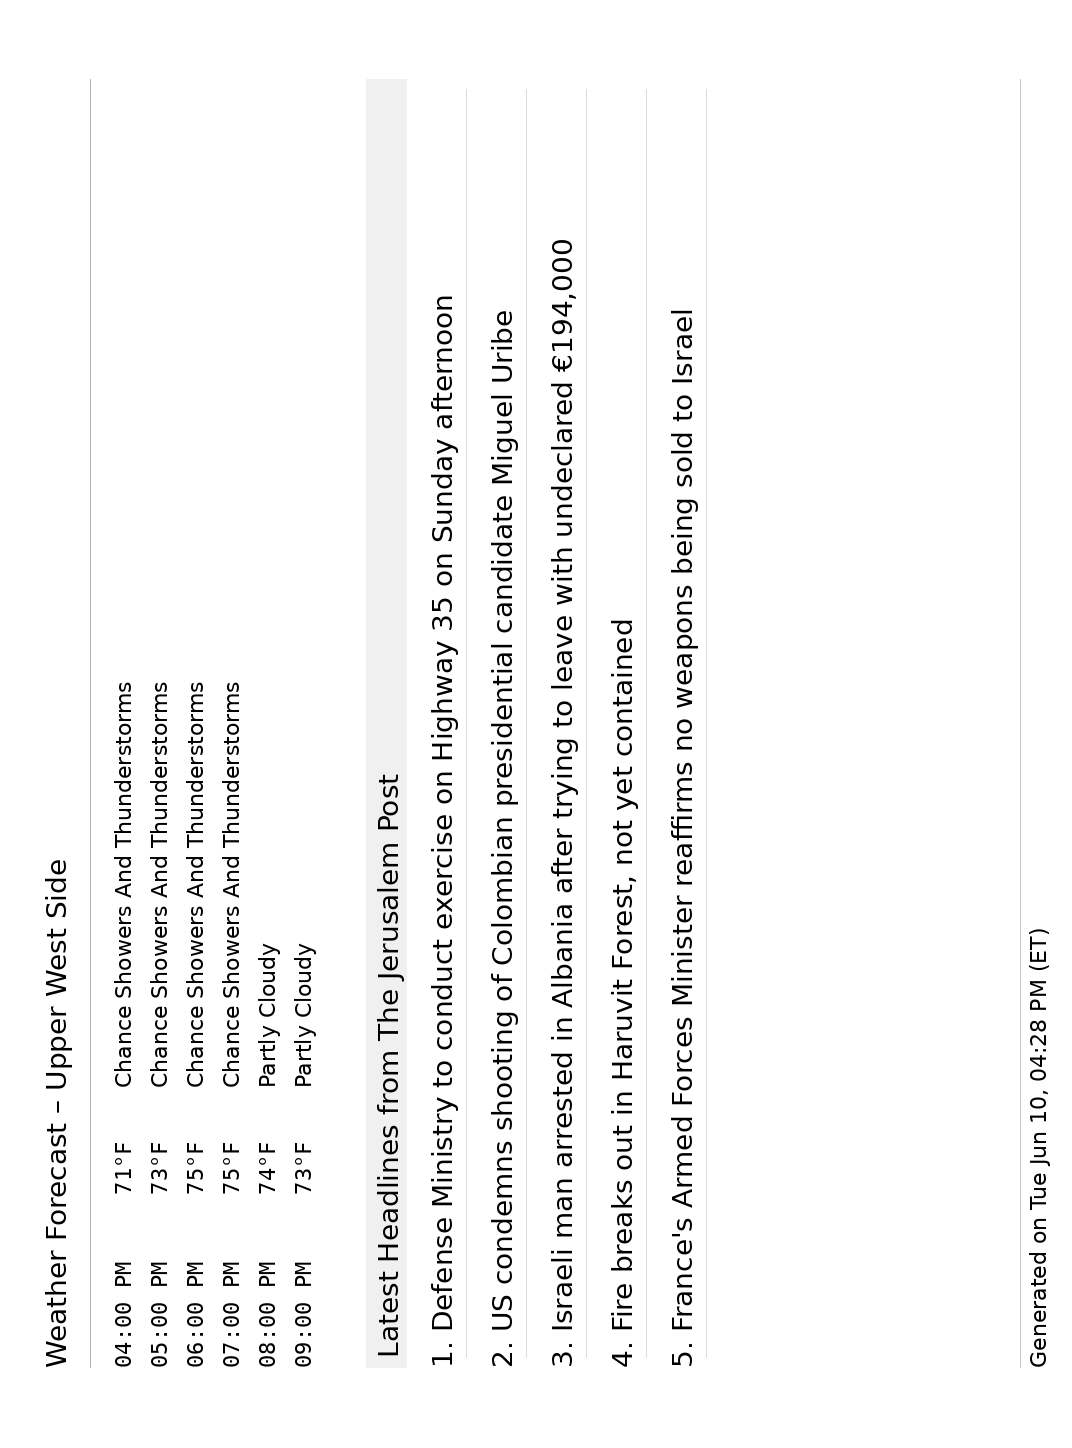 Weather Forecast – Upper West Side
04:00 PM 71°F Chance Showers And Thunderstorms
05:00 PM 73°F Chance Showers And Thunderstorms
06:00 PM 75°F Chance Showers And Thunderstorms
07:00 PM 75°F Chance Showers And Thunderstorms
08:00 PM 74°F Partly Cloudy
09:00 PM 73°F Partly Cloudy
Latest Headlines from The Jerusalem Post
1. Defense Ministry to conduct exercise on Highway 35 on Sunday afternoon
2. US condemns shooting of Colombian presidential candidate Miguel Uribe
3. Israeli man arrested in Albania after trying to leave with undeclared €194,000
4. Fire breaks out in Haruvit Forest, not yet contained
5. France's Armed Forces Minister reaffirms no weapons being sold to Israel
Generated on Tue Jun 10, 04:28 PM (ET)